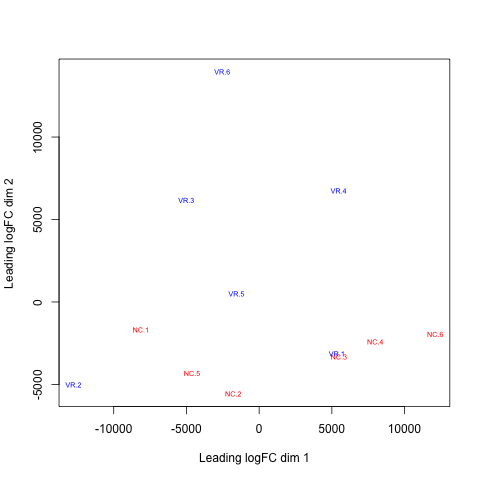 VR.6
10000
VR.4
VR.3
5000
Leading logFC dim 2
VR.5
0
NC.1
NC.6
NC.4
VR.1
NC.3
NC.5
VR.2
-5000
NC.2
-10000 -5000 0 5000 10000
Leading logFC dim 1